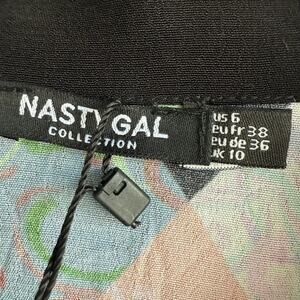 NASTY GAL
COLLECTION
us 6
eu fr 38
eu de 36
uk 10